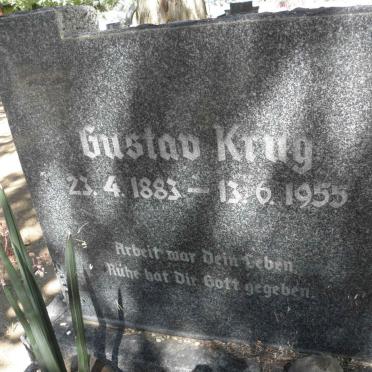 Gustav Krug
23. 4. 1883 – 13. 6. 1955
Arbeit war Dein Leben,
Ruhe hat Dir Gott gegeben.